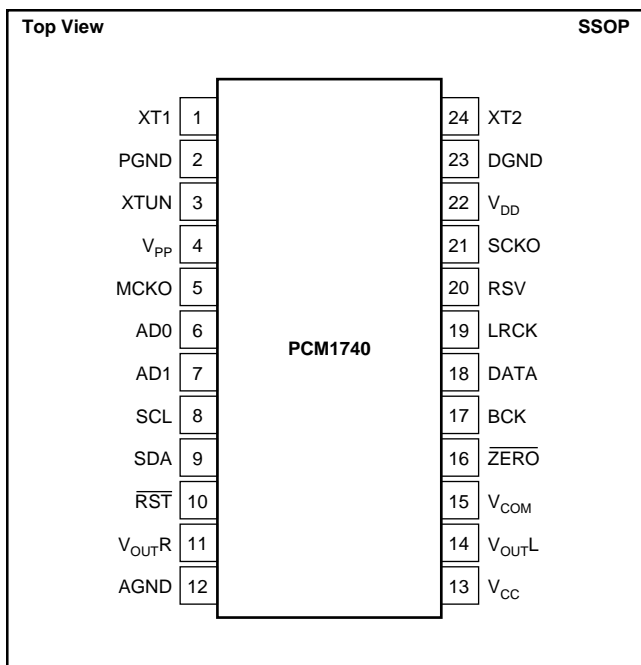 Top View SSOP
XT1 1 24 XT2
PGND 2 23 DGND
XTUN 3 22 VDD
VPP 4 21 SCKO
MCKO 5 20 RSV
AD0 6 19 LRCK
PCM1740
AD1 7 18 DATA
SCL 8 17 BCK
SDA 9 16 ZERO
RST 10 15 VCOM
VOUTR 11 14 VOUTL
AGND 12 13 VCC